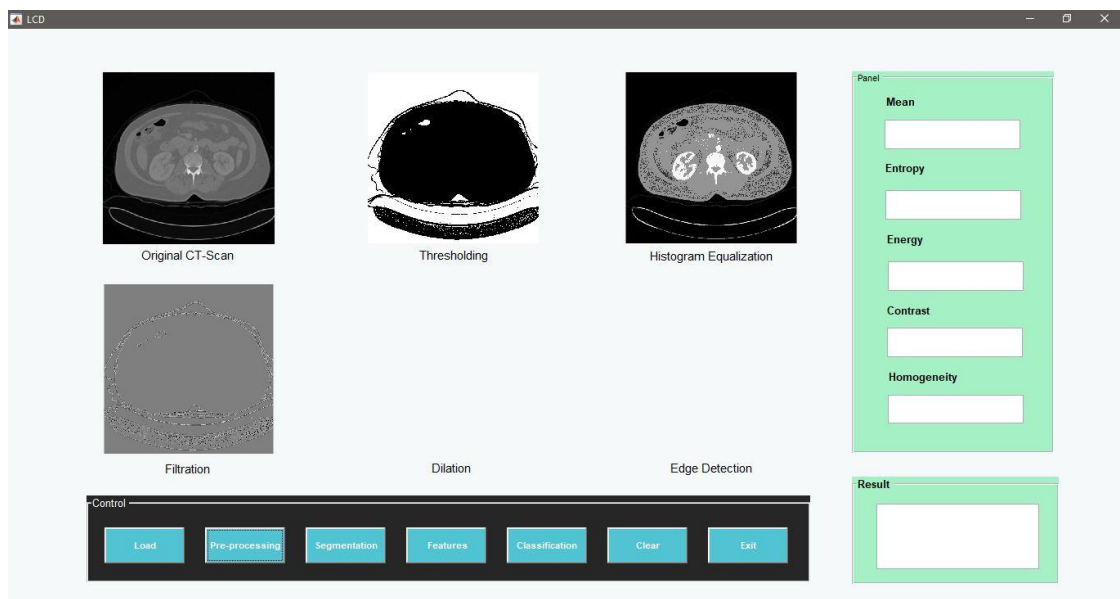 LCD
Original CT-Scan
Thresholding
Histogram Equalization
Filtration
Dilation
Edge Detection
Panel
Mean
Entropy
Energy
Contrast
Homogeneity
Control
Load
Pre-processing
Segmentation
Features
Classification
Clear
Exit
Result